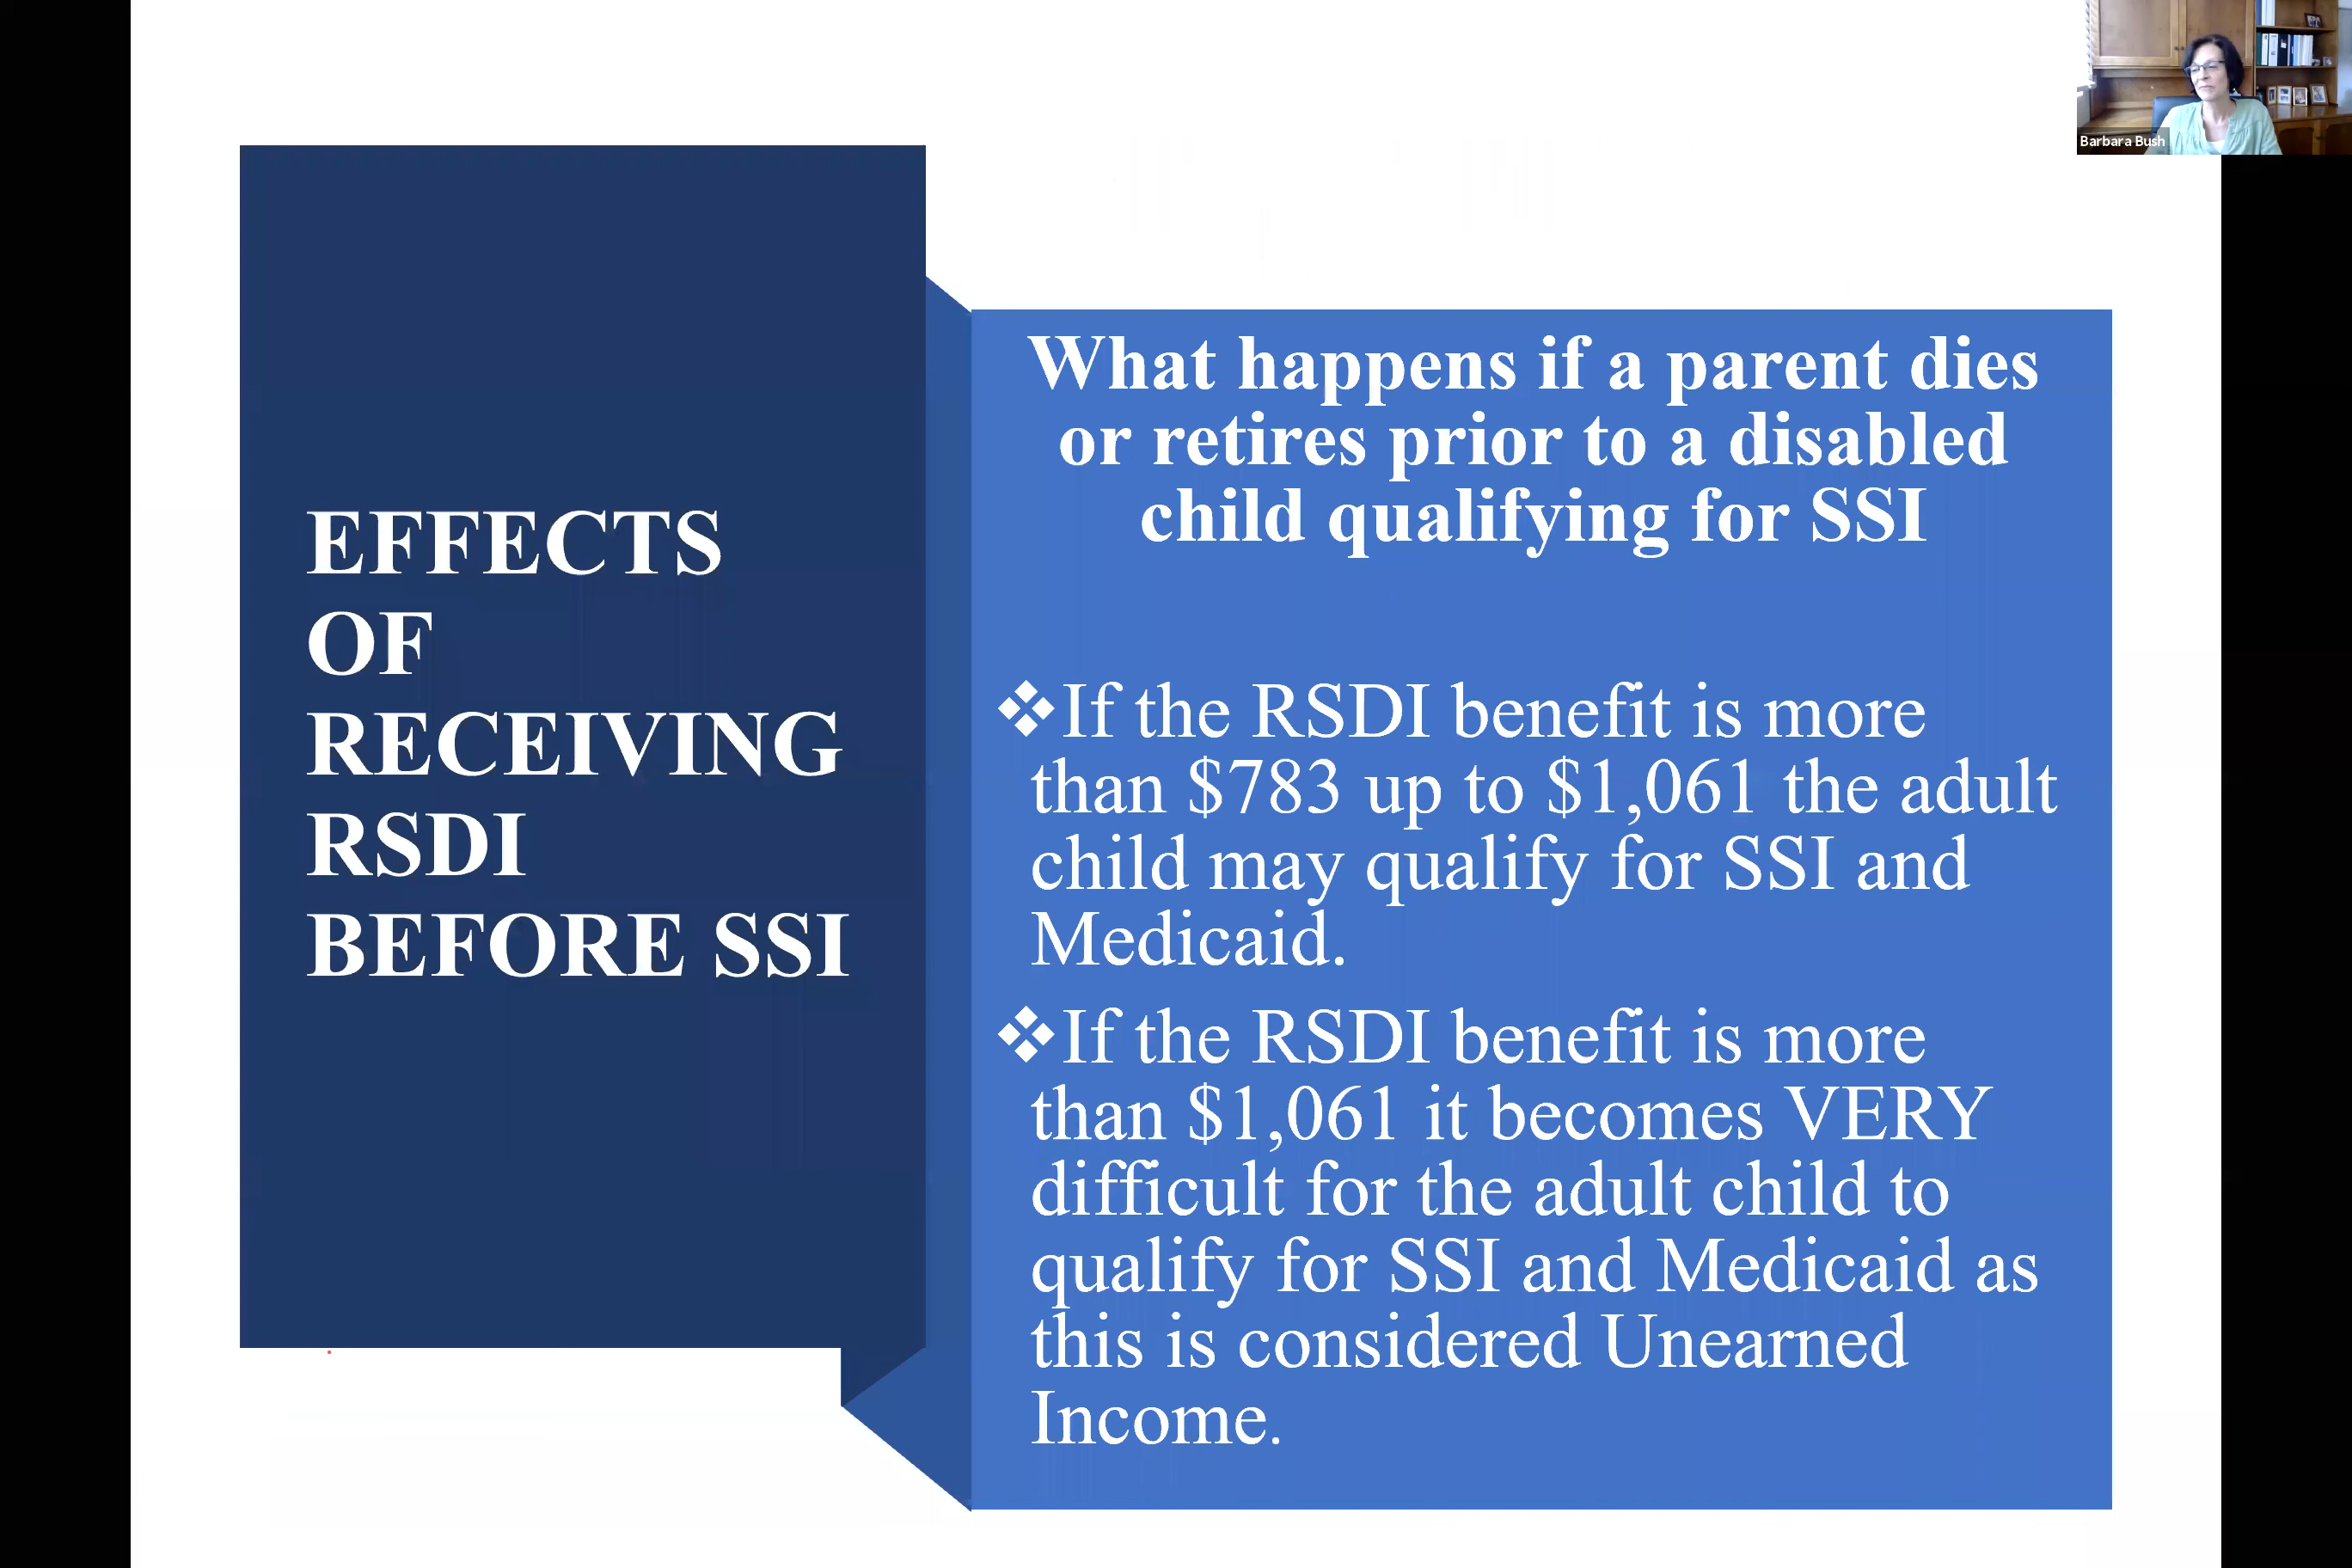 Barbara Bush
EFFECTS
OF
RECEIVING
RSDI
BEFORE SSI
What happens if a parent dies
or retires prior to a disabled
child qualifying for SSI
❖If the RSDI benefit is more
than $783 up to $1,061 the adult
child may qualify for SSI and
Medicaid.
❖If the RSDI benefit is more
than $1,061 it becomes VERY
difficult for the adult child to
qualify for SSI and Medicaid as
this is considered Unearned
Income.